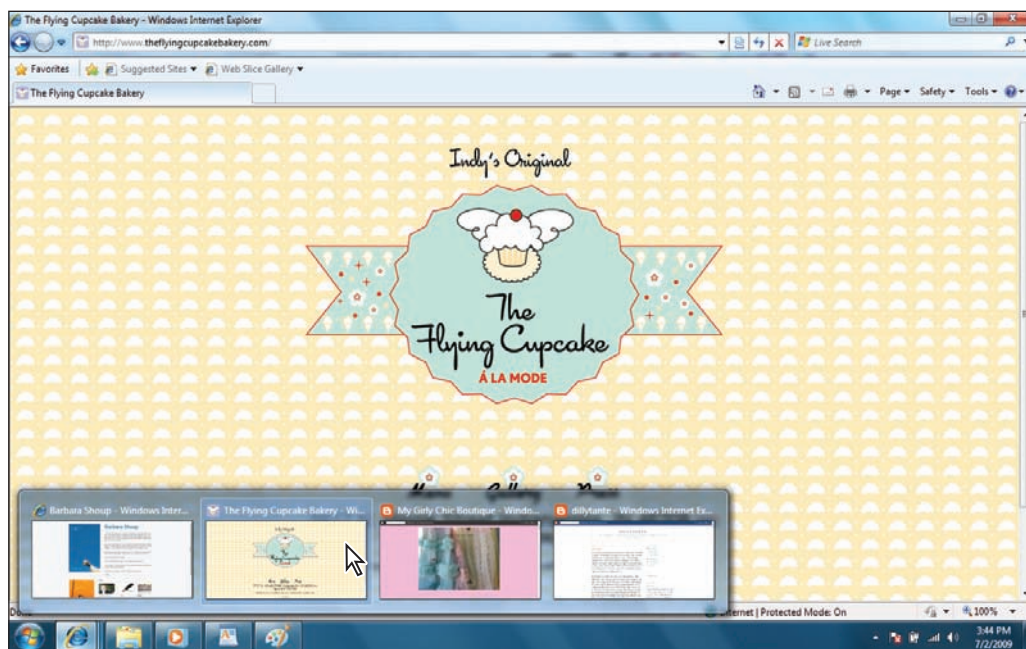 The Flying Cupcake Bakery - Windows Internet Explorer
http://www.theflyingcupcakebakery.com/
Live Search
Favorites
Suggested Sites
Web Slice Gallery
The Flying Cupcake Bakery
Page
Safety
Tools
Indy's Original
The
Flying Cupcake
Á LA MODE
Barbara Shoup - Windows Inter...
The Flying Cupcake Bakery - Wi...
My Girly Chic Boutique - Windo...
dillytante - Windows Internet Ex...
Barbara Shoup
Internet | Protected Mode: On
100%
3:44 PM
7/2/2009